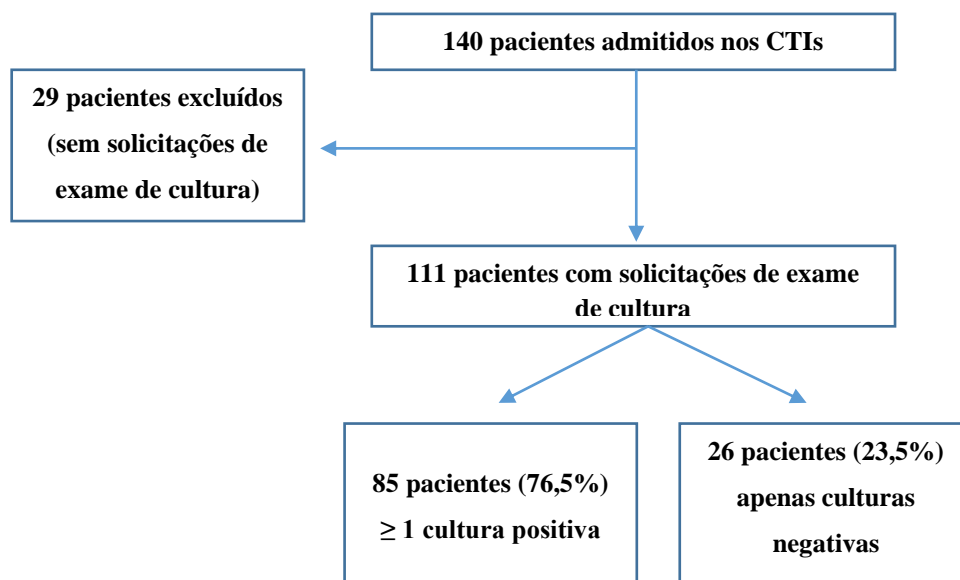 140 pacientes admitidos nos CTIs
29 pacientes excluídos
(sem solicitações de
exame de cultura)
111 pacientes com solicitações de exame
de cultura
85 pacientes (76,5%)
≥ 1 cultura positiva
26 pacientes (23,5%)
apenas culturas
negativas